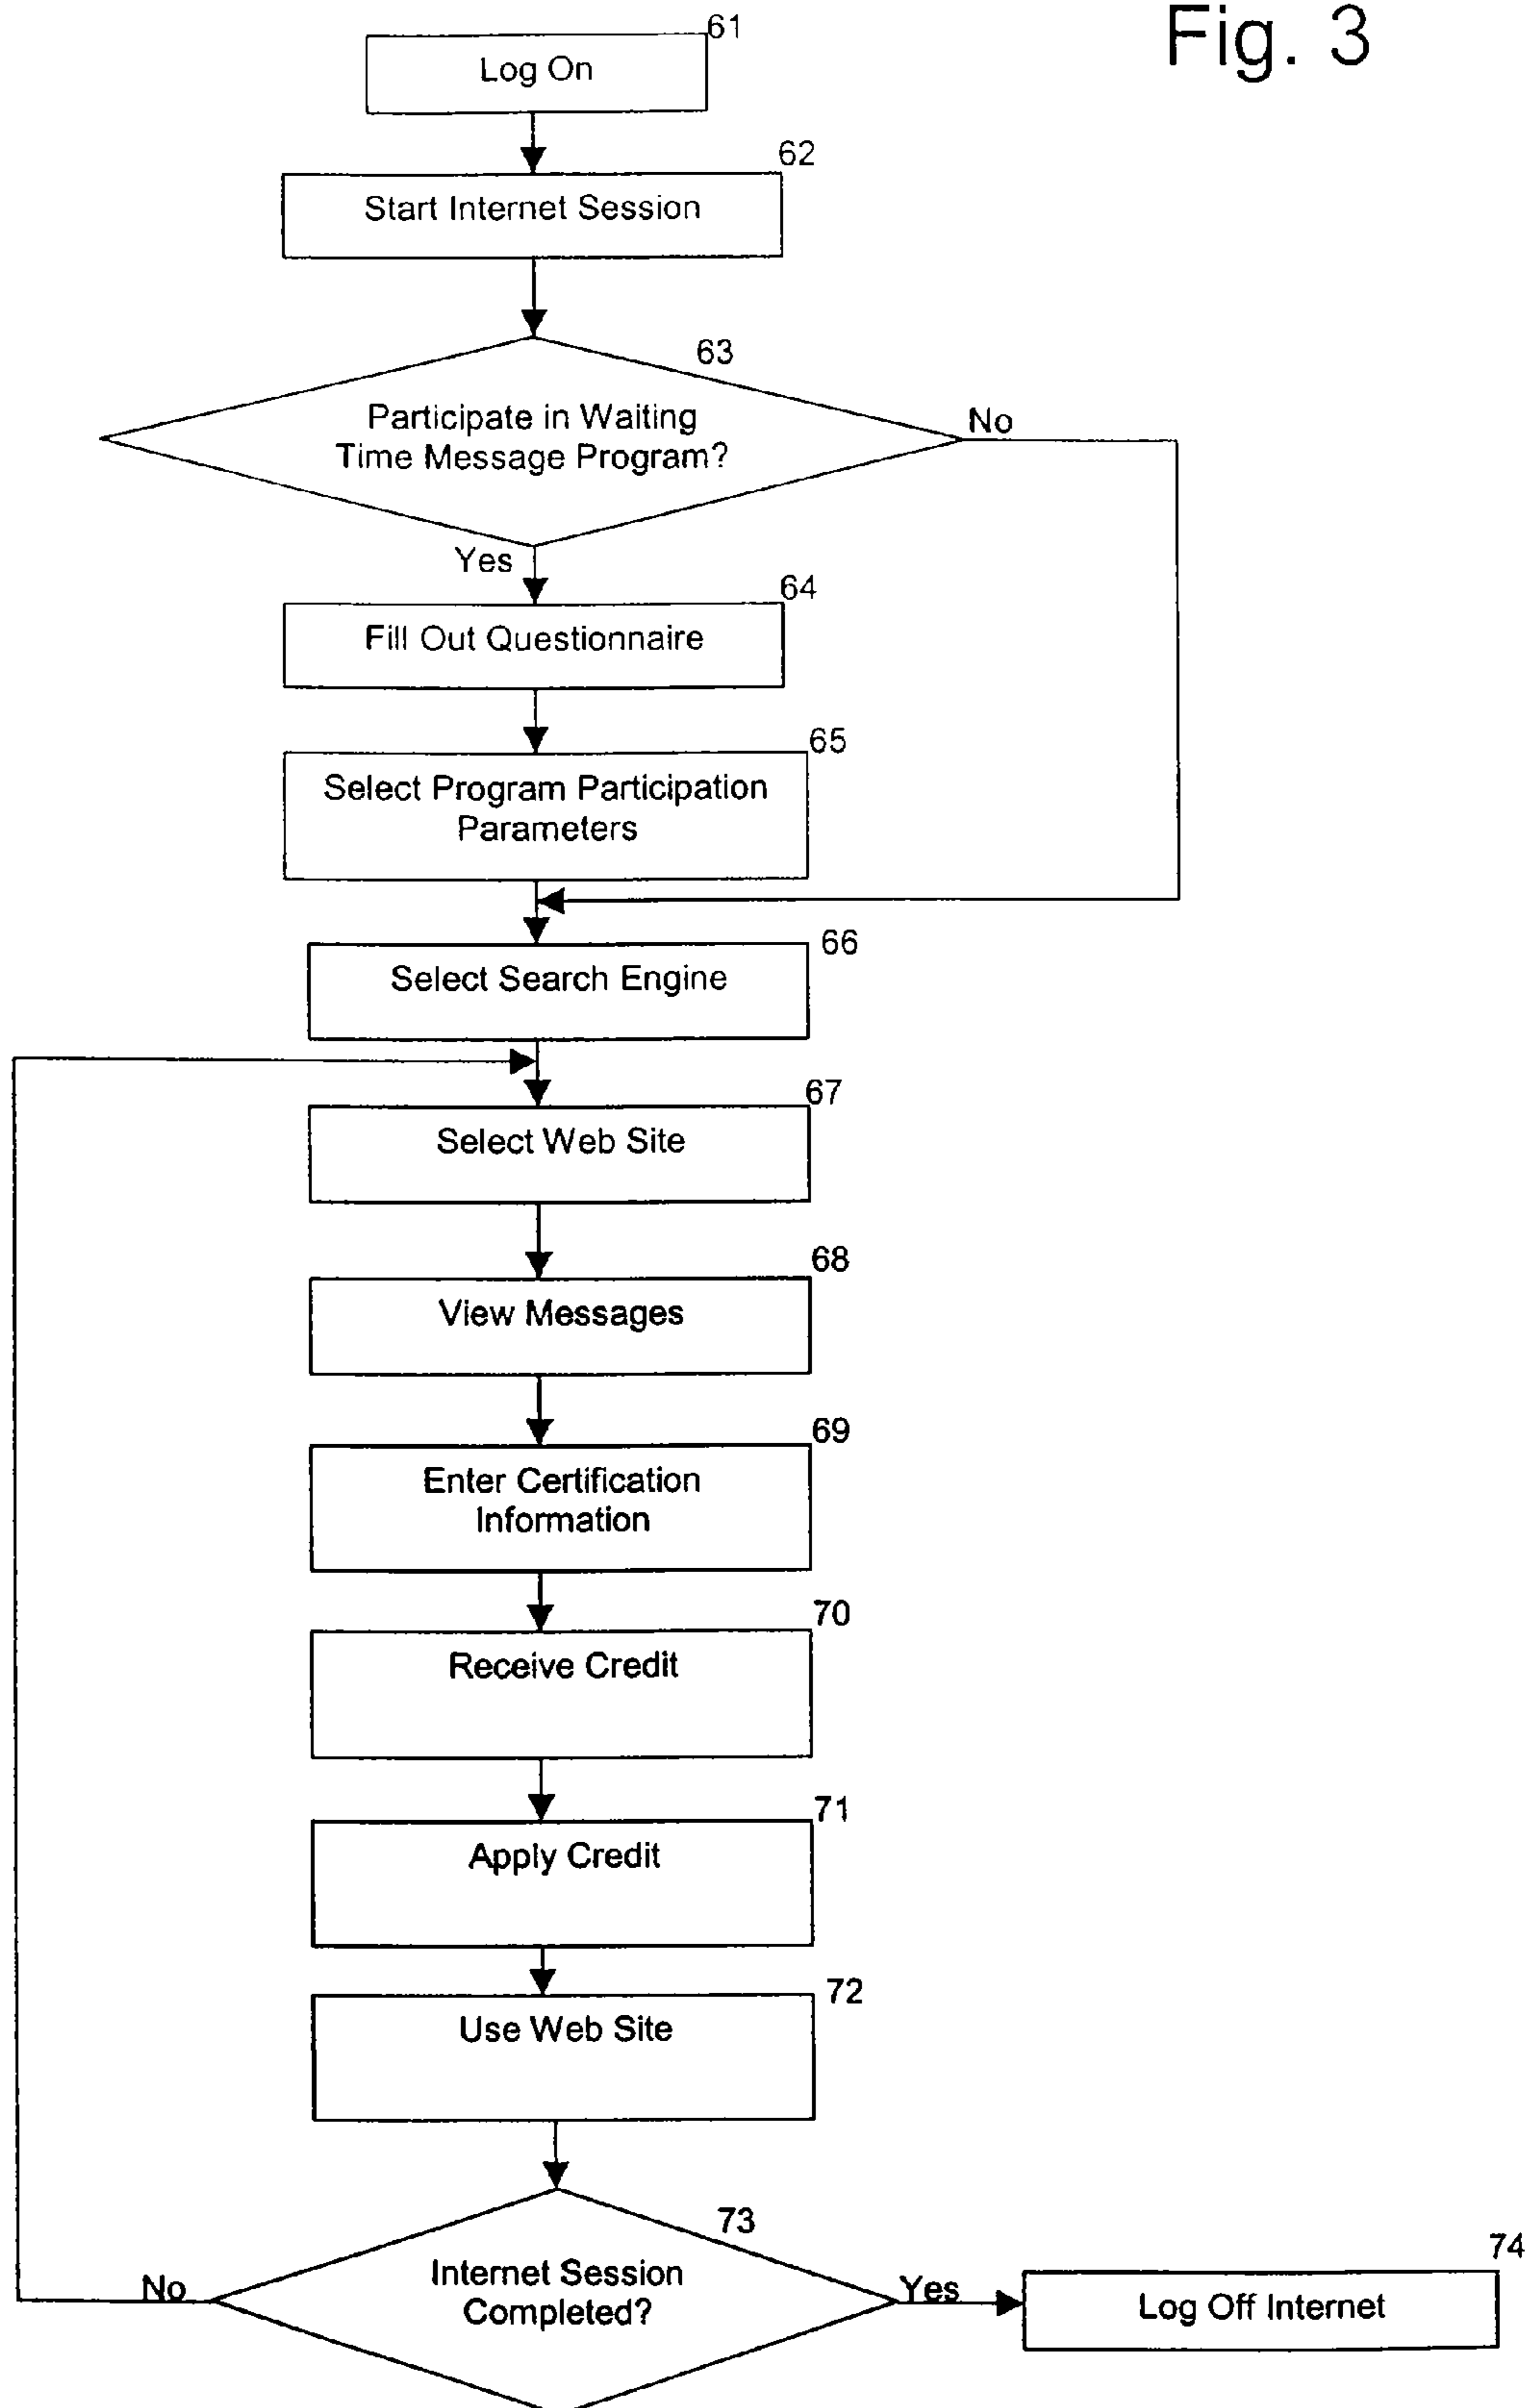 Fig. 3
61
Log On
62
Start Internet Session
63
Participate in Waiting
Time Message Program?
No
Yes
64
Fill Out Questionnaire
65
Select Program Participation
Parameters
66
Select Search Engine
67
Select Web Site
68
View Messages
69
Enter Certification
Information
70
Receive Credit
71
Apply Credit
72
Use Web Site
73
Internet Session
Completed?
No
Yes
74
Log Off Internet